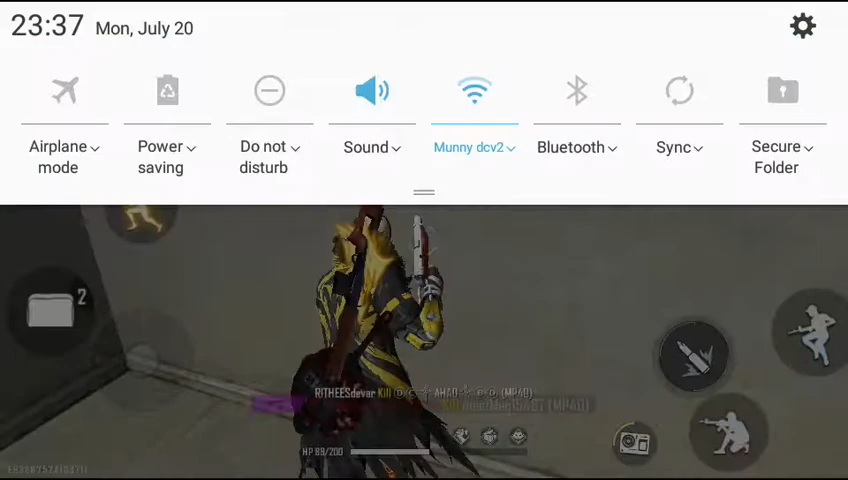 23:37 Mon, July 20
Airplane mode
Power saving
Do not disturb
Sound
Munny dcv2
Bluetooth
Sync
Secure Folder
2
RITHEESdevar Kill
(MP40)
HP 89/200